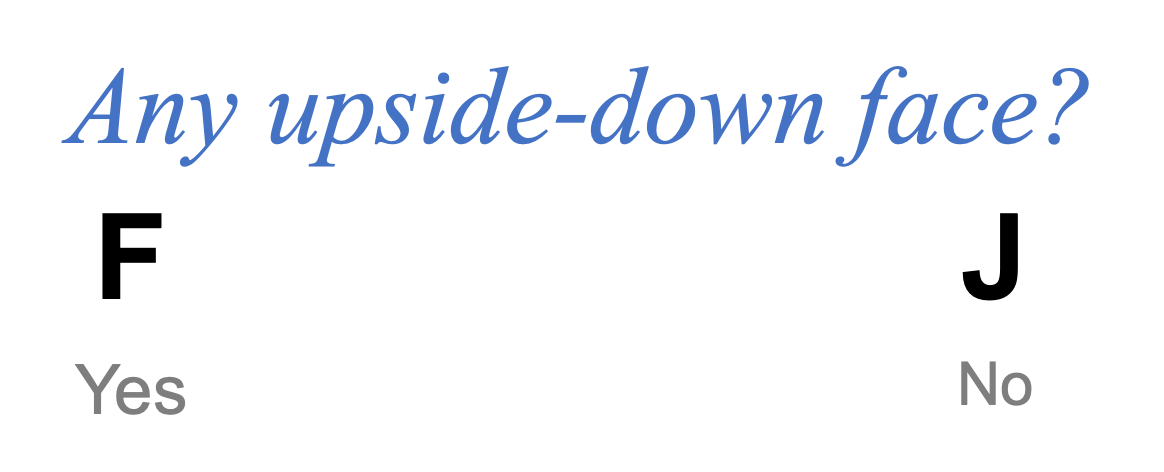 Any upside-down face?
F J
Yes No